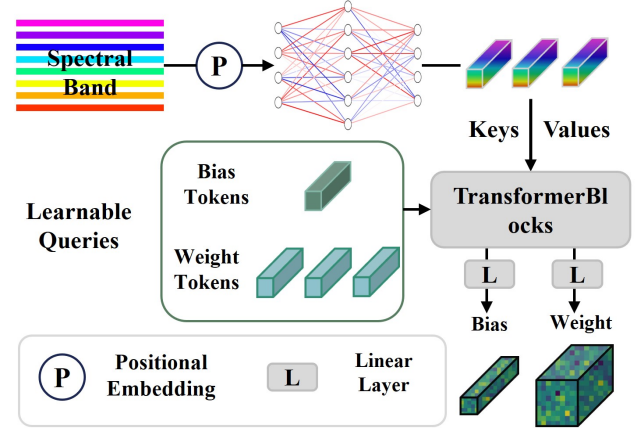 Spectral
Band
P
Keys Values
Bias
Tokens
Weight
Tokens
Learnable
Queries
TransformerBl
ocks
L
L
Bias
Weight
P
Positional
Embedding
L
Linear
Layer